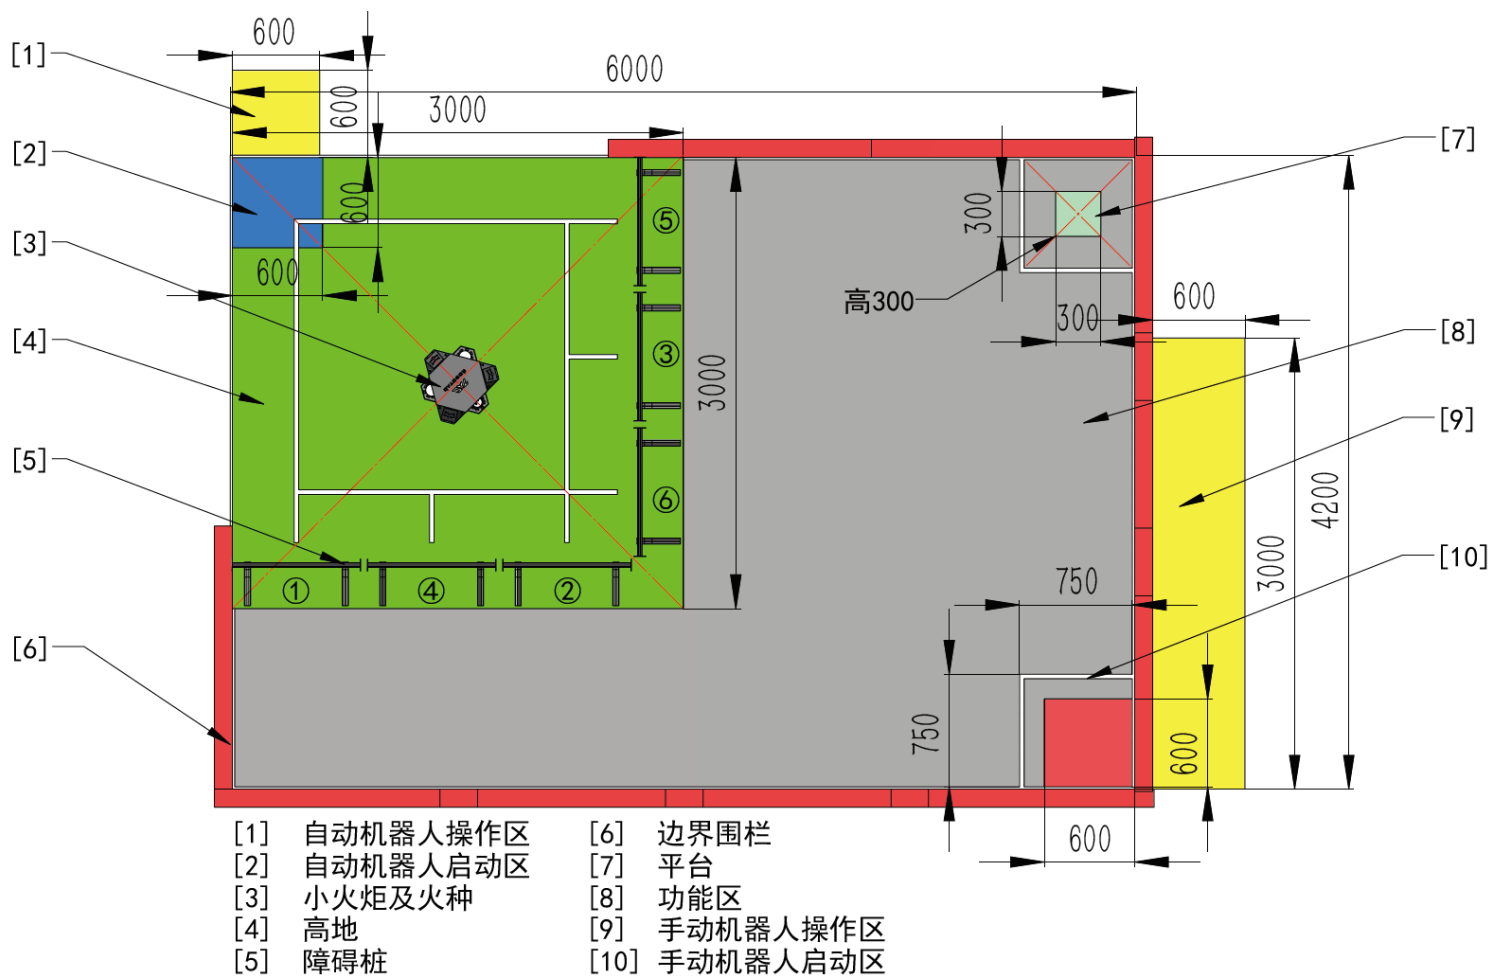 600
[1]
6000
600
3000
[7]
[2]
600
⑤
300
[3]
600
高300
300
600
[4]
③
3000
[8]
[9]
[5]
⑥
4200
3000
[10]
①
④
②
750
[6]
750
600
600
[1] 自动机器人操作区
[2] 自动机器人启动区
[3] 小火炬及火种
[4] 高地
[5] 障碍桩
[6] 边界围栏
[7] 平台
[8] 功能区
[9] 手动机器人操作区
[10] 手动机器人启动区